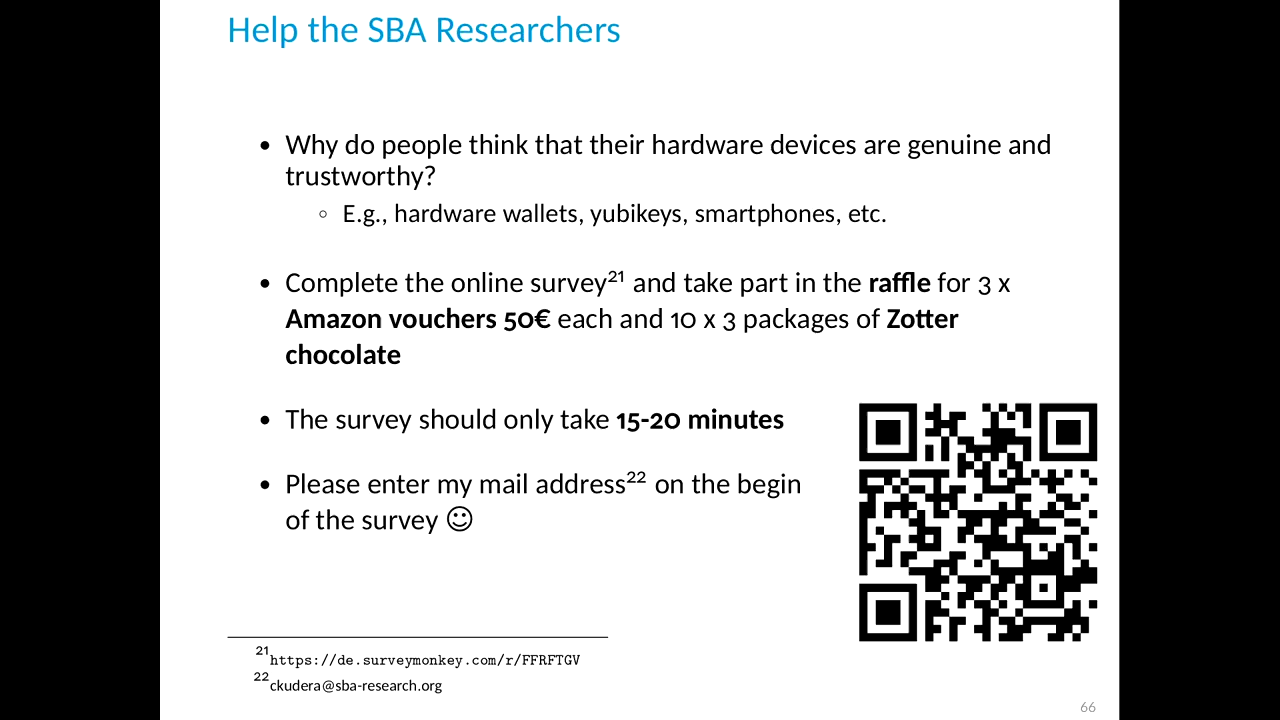 Help the SBA Researchers
• Why do people think that their hardware devices are genuine and
trustworthy?
◦ E.g., hardware wallets, yubikeys, smartphones, etc.
• Complete the online survey²¹ and take part in the raffle for 3 x
Amazon vouchers 50€ each and 10 x 3 packages of Zotter
chocolate
• The survey should only take 15-20 minutes
• Please enter my mail address²² on the begin
of the survey ☺
²¹https://de.surveymonkey.com/r/FFRFTGV
²²ckudera@sba-research.org
66